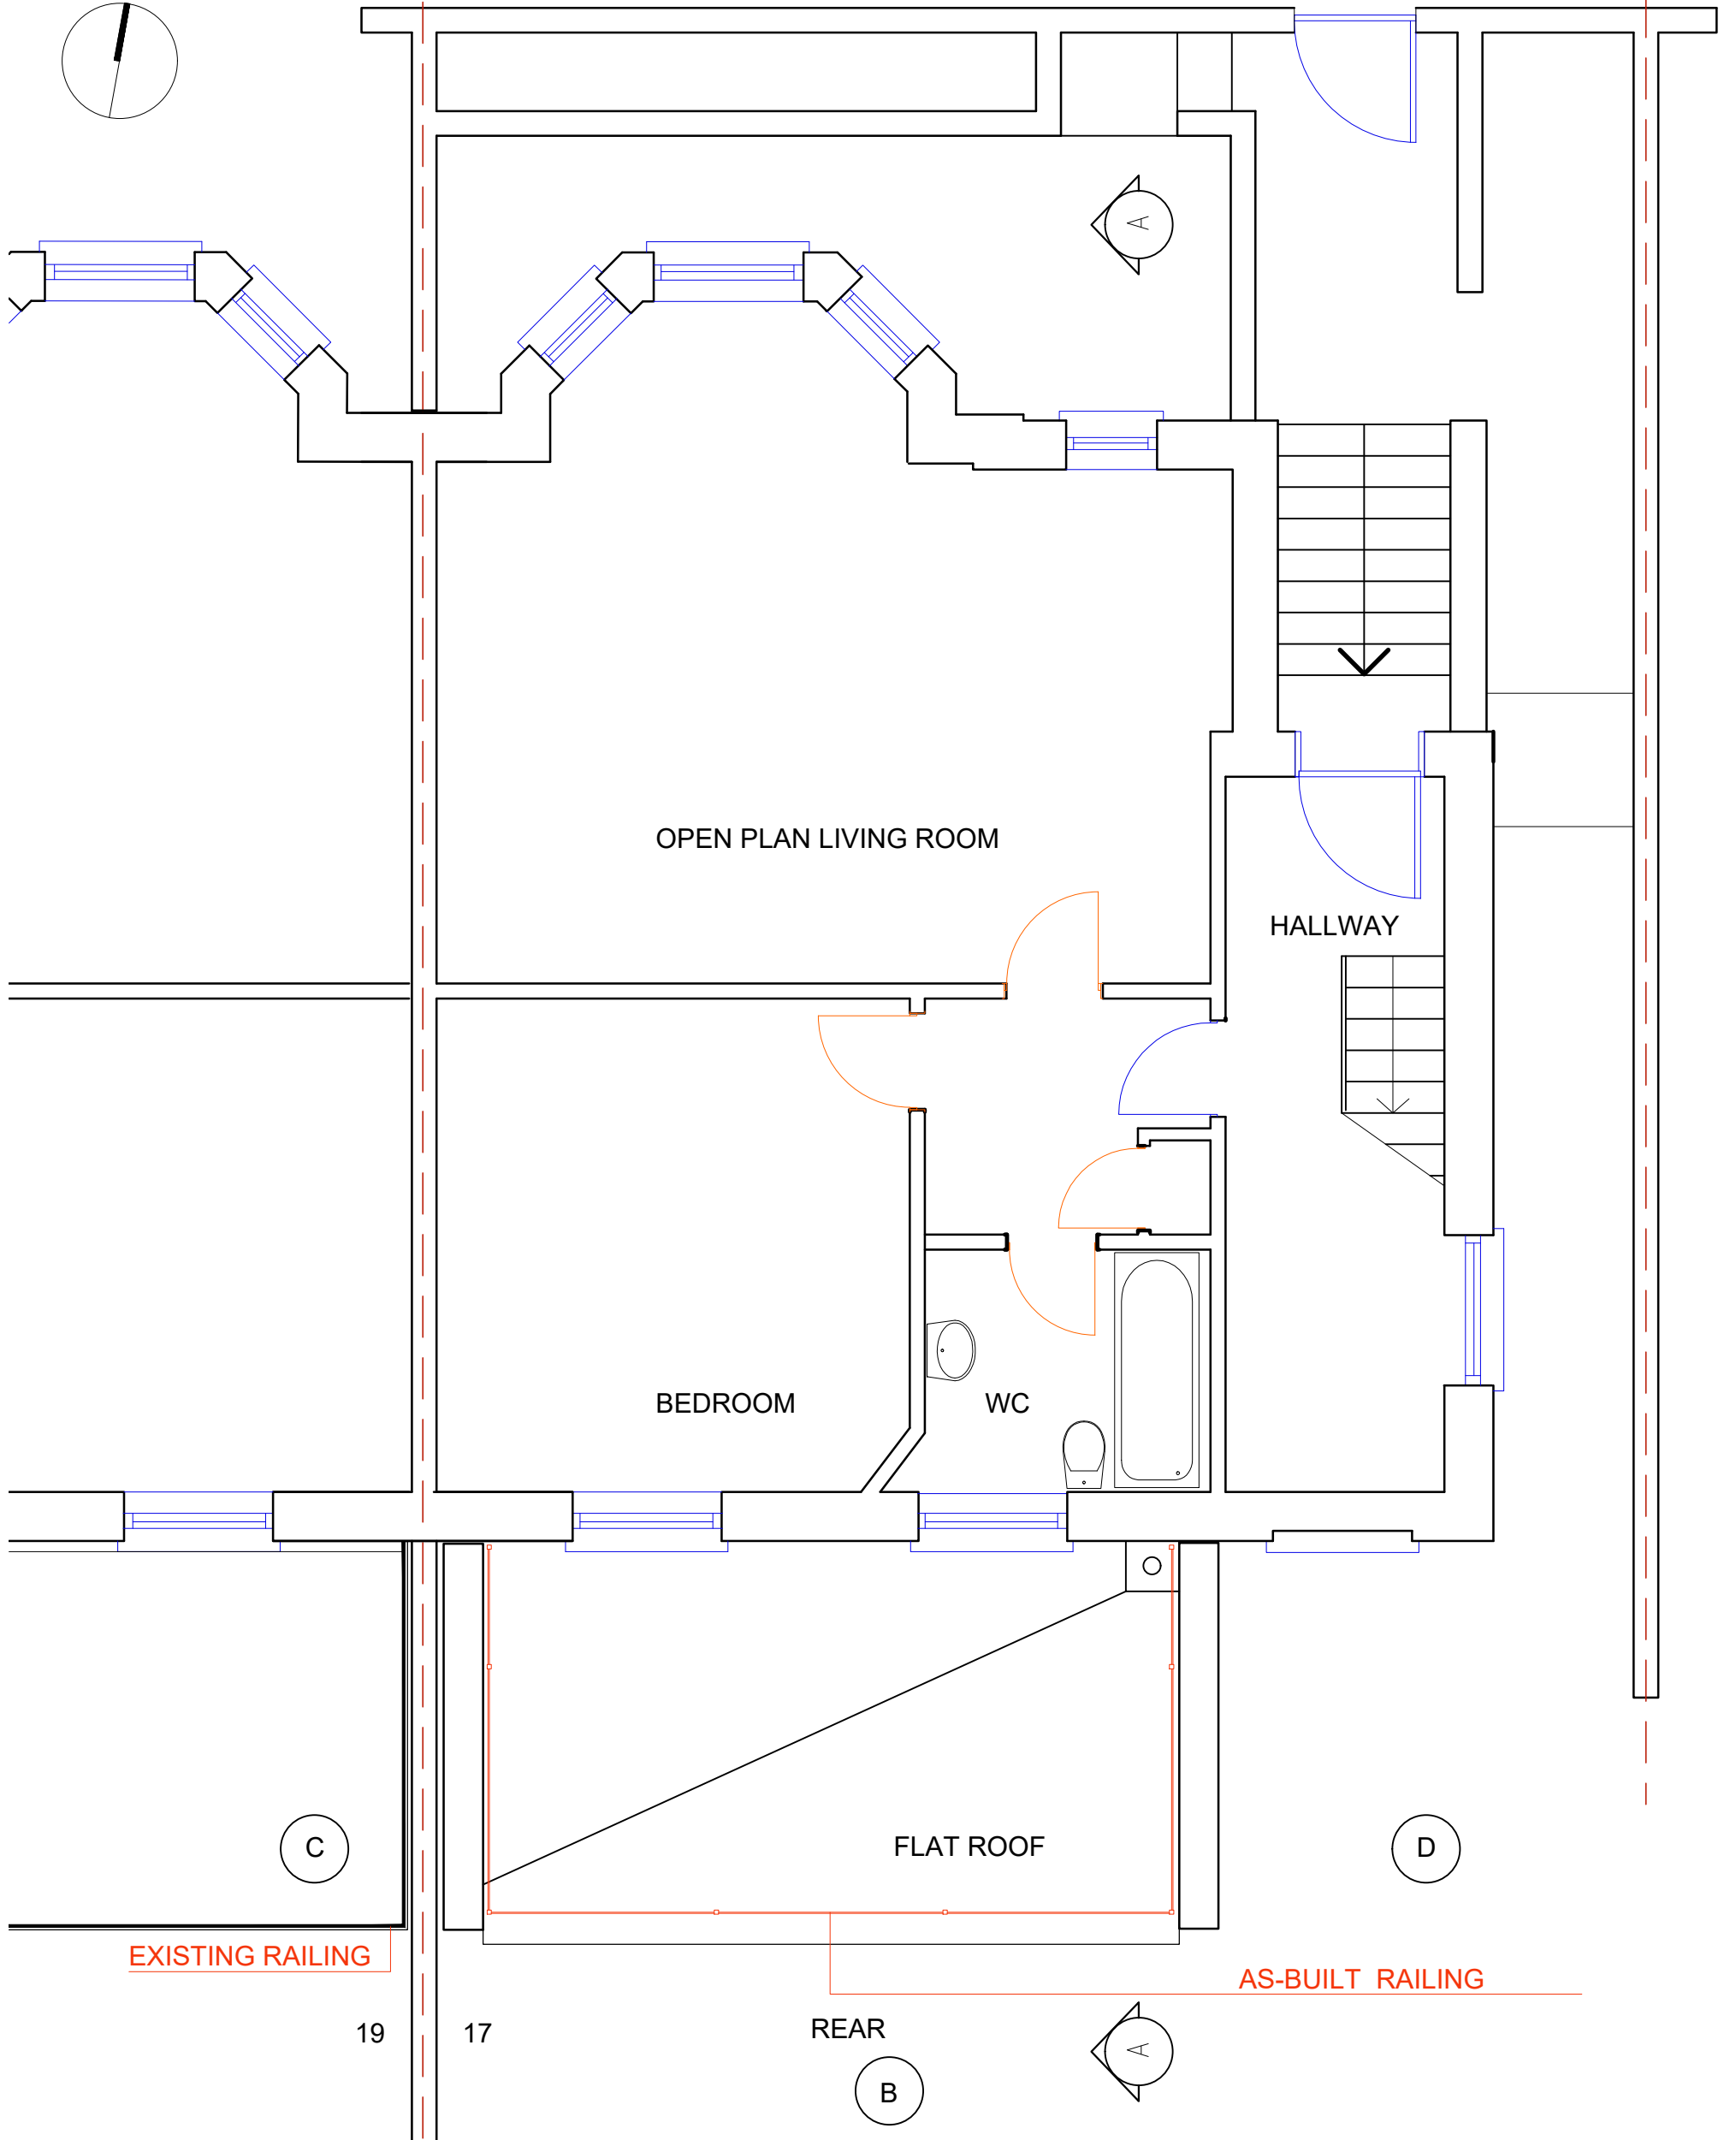 A
OPEN PLAN LIVING ROOM
HALLWAY
BEDROOM
WC
C
FLAT ROOF
D
EXISTING RAILING
AS-BUILT RAILING
19
17
REAR
A
B